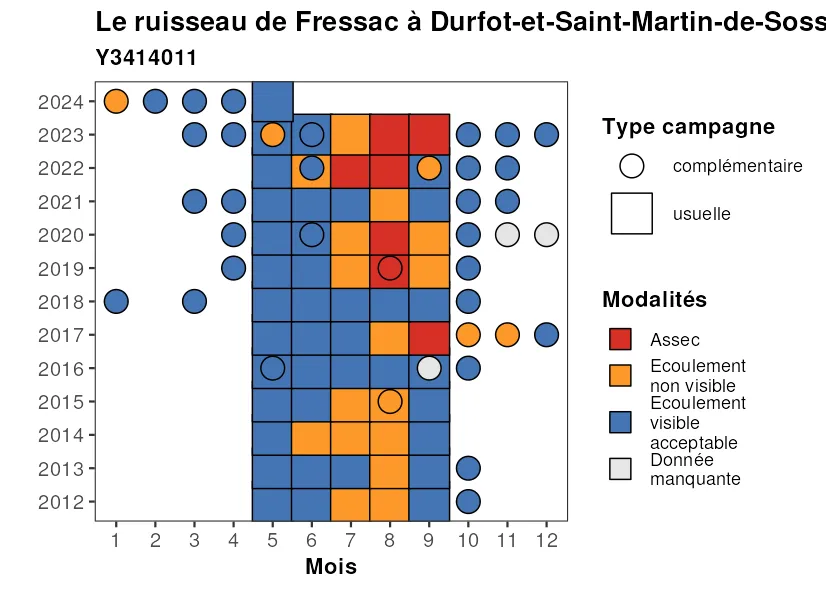 Le ruisseau de Fressac à Durfot-et-Saint-Martin-de-Soss
Y3414011
2024
2023
2022
2021
2020
2019
2018
2017
2016
2015
2014
2013
2012
1 2 3 4 5 6 7 8 9 10 11 12
Mois
Type campagne
complémentaire
usuelle
Modalités
Assec
Ecoulement
non visible
Ecoulement
visible
acceptable
Donnée
manquante